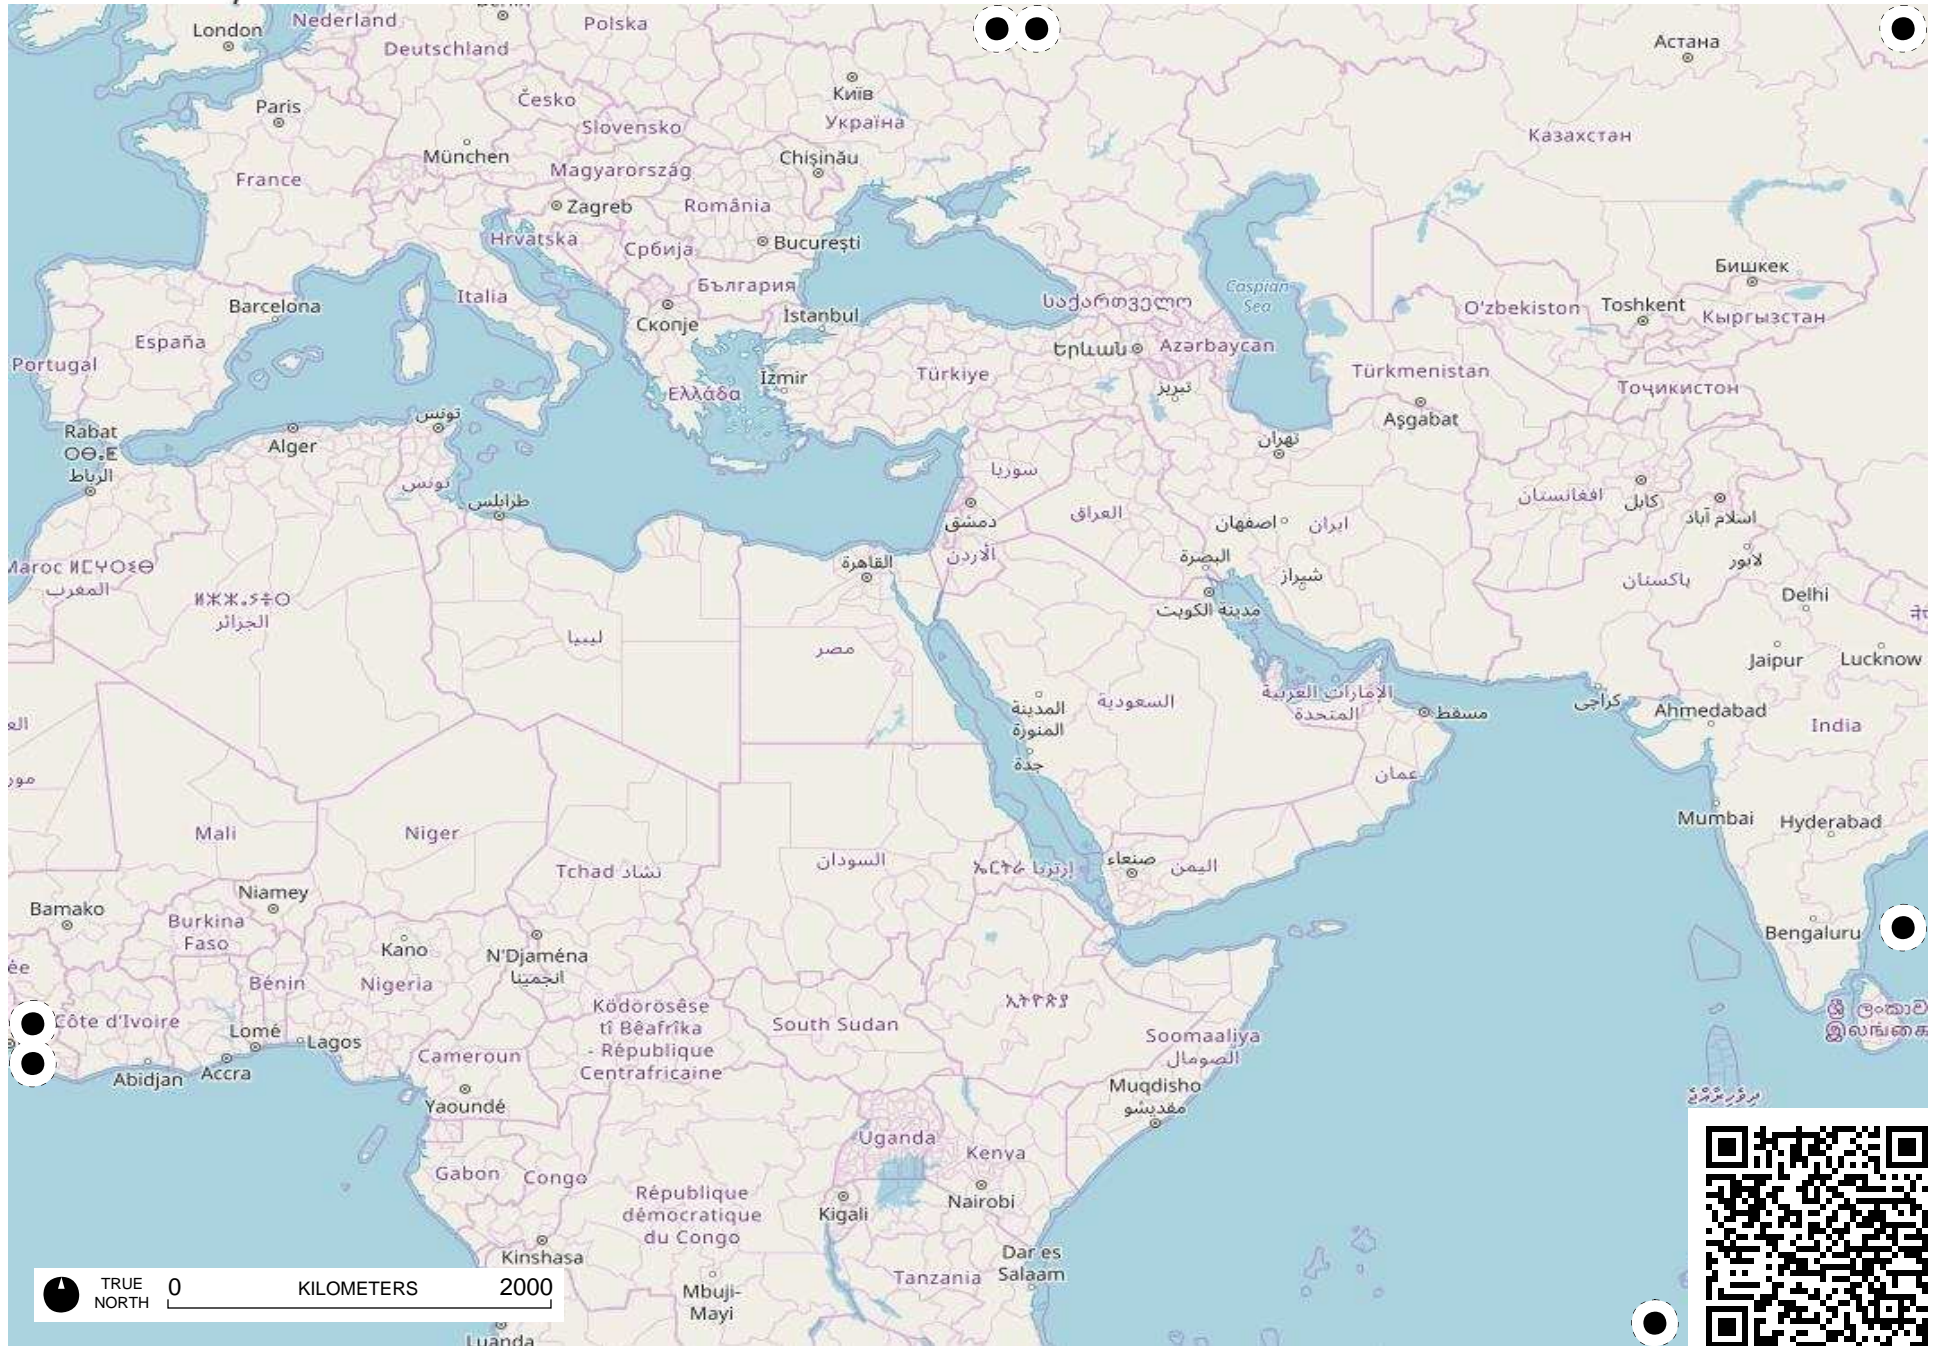 London
Nederland
Polska
Deutschland
Астана
Paris
Česko
Київ
Україна
Slovensko
Казахстан
München
Chișinău
Magyarország
France
Zagreb
România
Hrvatska
Србија
București
България
Бишкек
Barcelona
Italia
Скопје
İstanbul
Caspian
Sea
საქართველო
O'zbekiston
Toshkent
Кыргызстан
España
Portugal
Երևան
Azərbaycan
Türkiye
İzmir
Ελλάδα
تبریز
Türkmenistan
Тоҷикистон
Aşgabat
تونس
Rabat
ⵔⴱⴰⵟ
الرباط
Alger
تهران
تونس
طرابلس
سوريا
دمشق
العراق
اصفهان
ایران
افغانستان
کابل
اسلام آباد
لاہور
پاکستان
القاهرة
الأردن
البصرة
شیراز
مدينة الكويت
Maroc ⵍⵎⵖⵔⵉⴱ
المغرب
ⵍⵣⵣⴰⵢⴻⵔ
الجزائر
ليبيا
مصر
Delhi
Jaipur
Lucknow
المدينة
المنورة
السعودية
الإمارات العربية
المتحدة
مسقط
کراچی
Ahmedabad
India
جدة
عمان
Mali
Niger
Tchad تشاد
السودان
ኤርትራ إرتريا
صنعاء
اليمن
Mumbai
Hyderabad
Bamako
Niamey
Burkina
Faso
Kano
N'Djaména
انجمينا
Bengaluru
Bénin
Nigeria
Ködörösêse
tî Bêafrîka
- République
Centrafricaine
South Sudan
ኢትዮጵያ
Côte d'Ivoire
Lomé
Lagos
Abidjan
Accra
Cameroun
Yaoundé
Soomaaliya
الصومال
Muqdisho
مقديشو
Uganda
Kenya
Gabon
Congo
République
démocratique
du Congo
Kigali
Nairobi
Kinshasa
Dar es
Salaam
Tanzania
Mbuji-
Mayi
Luanda
TRUE
NORTH
0 KILOMETERS 2000